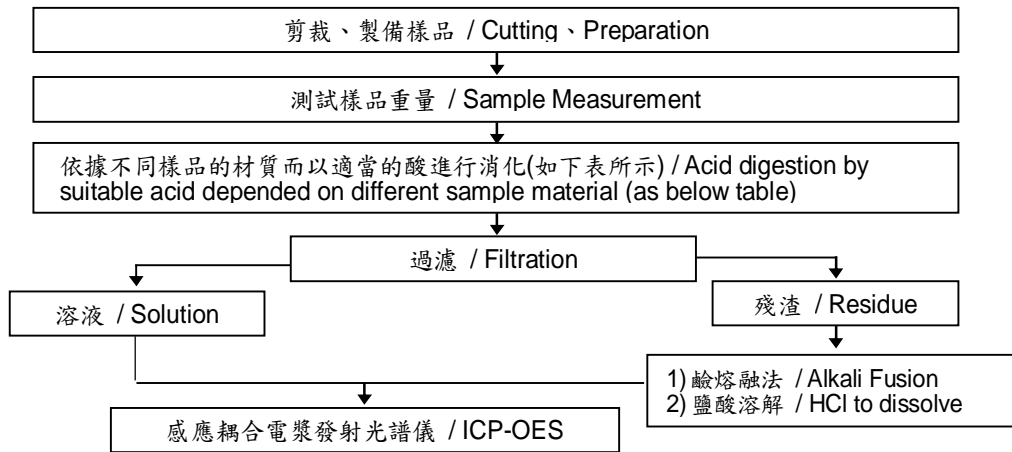 剪裁、製備樣品 / Cutting、Preparation
測試樣品重量 / Sample Measurement
依據不同樣品的材質而以適當的酸進行消化(如下表所示) / Acid digestion by
suitable acid depended on different sample material (as below table)
過濾 / Filtration
溶液 / Solution
殘渣 / Residue
1) 鹼熔融法 / Alkali Fusion
2) 鹽酸溶解 / HCl to dissolve
感應耦合電漿發射光譜儀 / ICP-OES